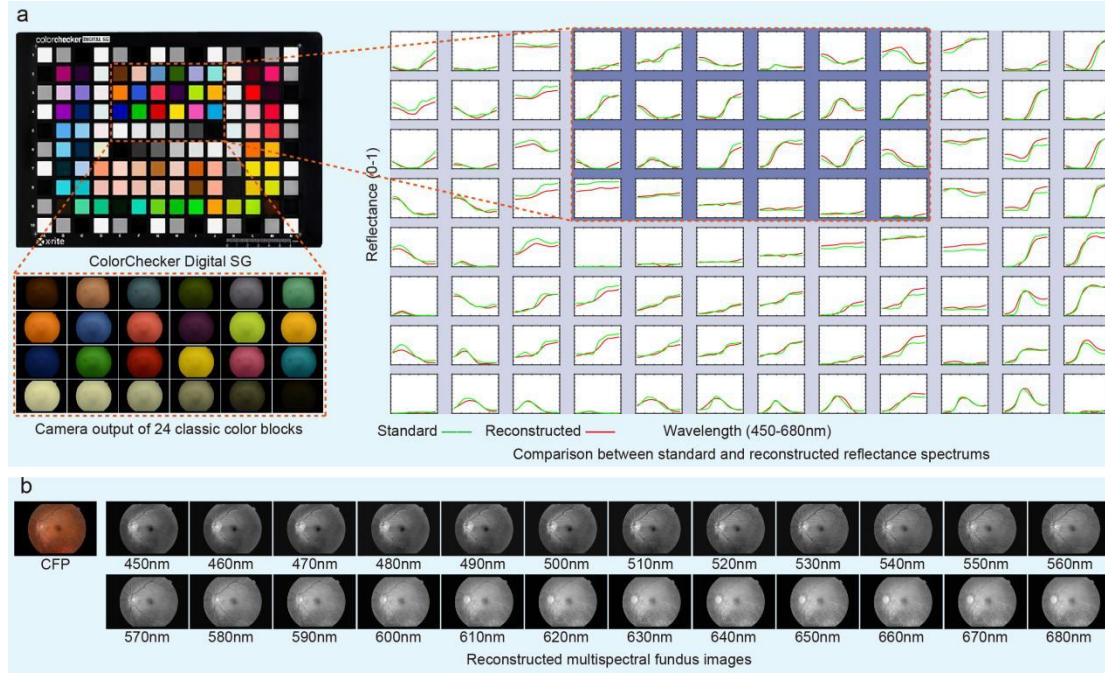 a
colorchecker DIGITAL SG
x-rite
ColorChecker Digital SG
Camera output of 24 classic color blocks
Reflectance (0-1)
Standard Reconstructed Wavelength (450-680nm)
Comparison between standard and reconstructed reflectance spectrums
b
CFP 450nm 460nm 470nm 480nm 490nm 500nm 510nm 520nm 530nm 540nm 550nm 560nm
570nm 580nm 590nm 600nm 610nm 620nm 630nm 640nm 650nm 660nm 670nm 680nm
Reconstructed multispectral fundus images